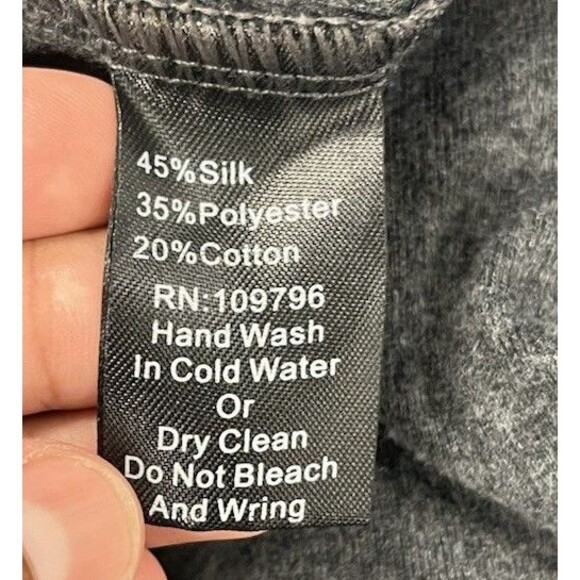 45%Silk
35%Polyester
20%Cotton
RN:109796
Hand Wash
In Cold Water
Or
Dry Clean
Do Not Bleach
And Wring